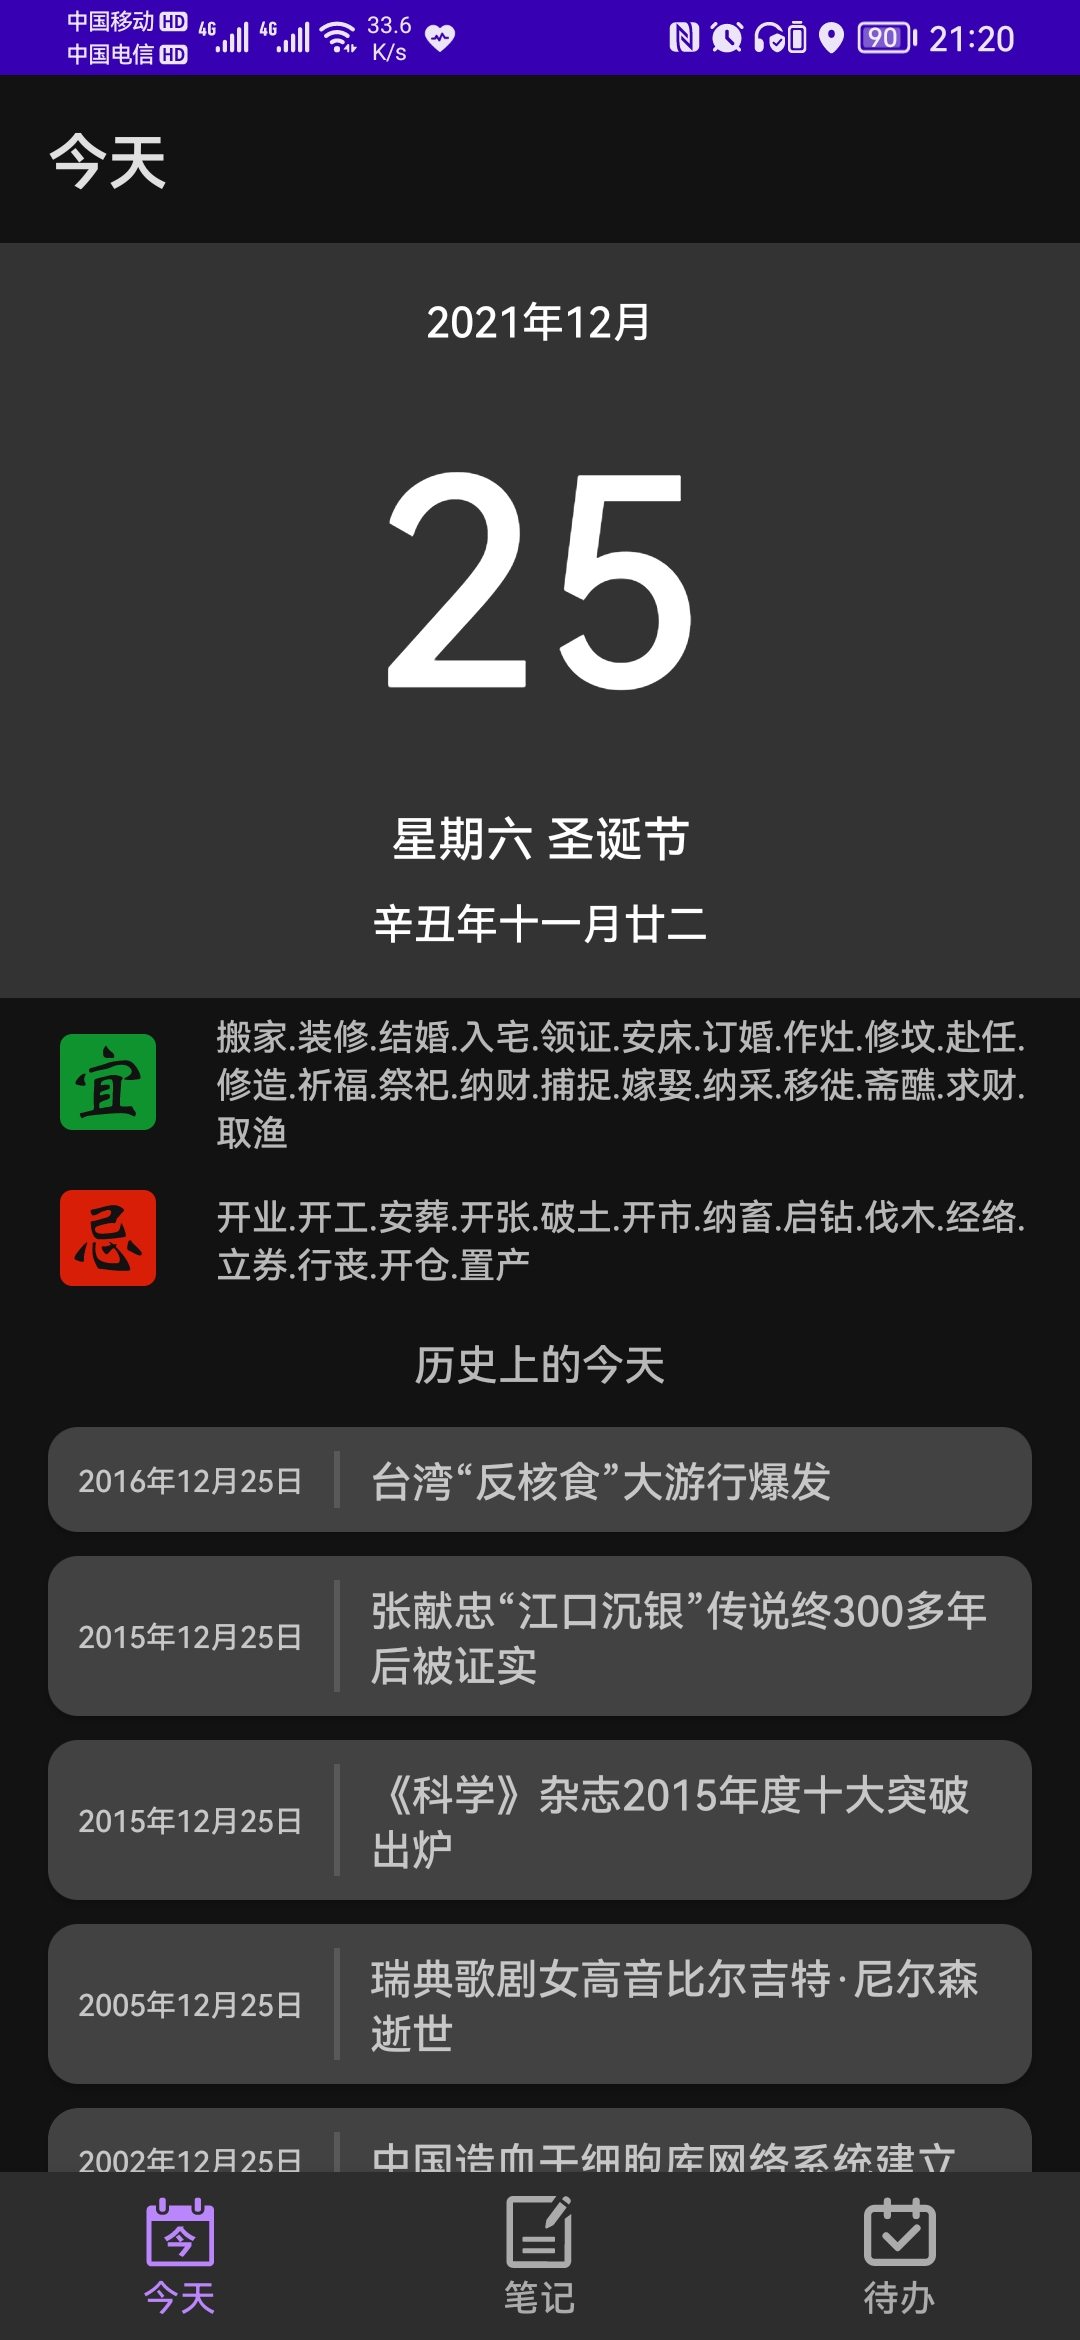 中国移动 HD 4G 4G 33.6 K/s 90 21:20
中国电信 HD
今天
2021年12月
25
星期六 圣诞节
辛丑年十一月廿二
宜
搬家.装修.结婚.入宅.领证.安床.订婚.作灶.修坟.赴任.
修造.祈福.祭祀.纳财.捕捉.嫁娶.纳采.移徙.斋醮.求财.
取渔
忌
开业.开工.安葬.开张.破土.开市.纳畜.启钻.伐木.经络.
立券.行丧.开仓.置产
历史上的今天
2016年12月25日
台湾“反核食”大游行爆发
2015年12月25日
张献忠“江口沉银”传说终300多年
后被证实
2015年12月25日
《科学》杂志2015年度十大突破
出炉
2005年12月25日
瑞典歌剧女高音比尔吉特·尼尔森
逝世
2002年12月25日
中国造血干细胞库网络系统建立
今
今天
笔记
待办